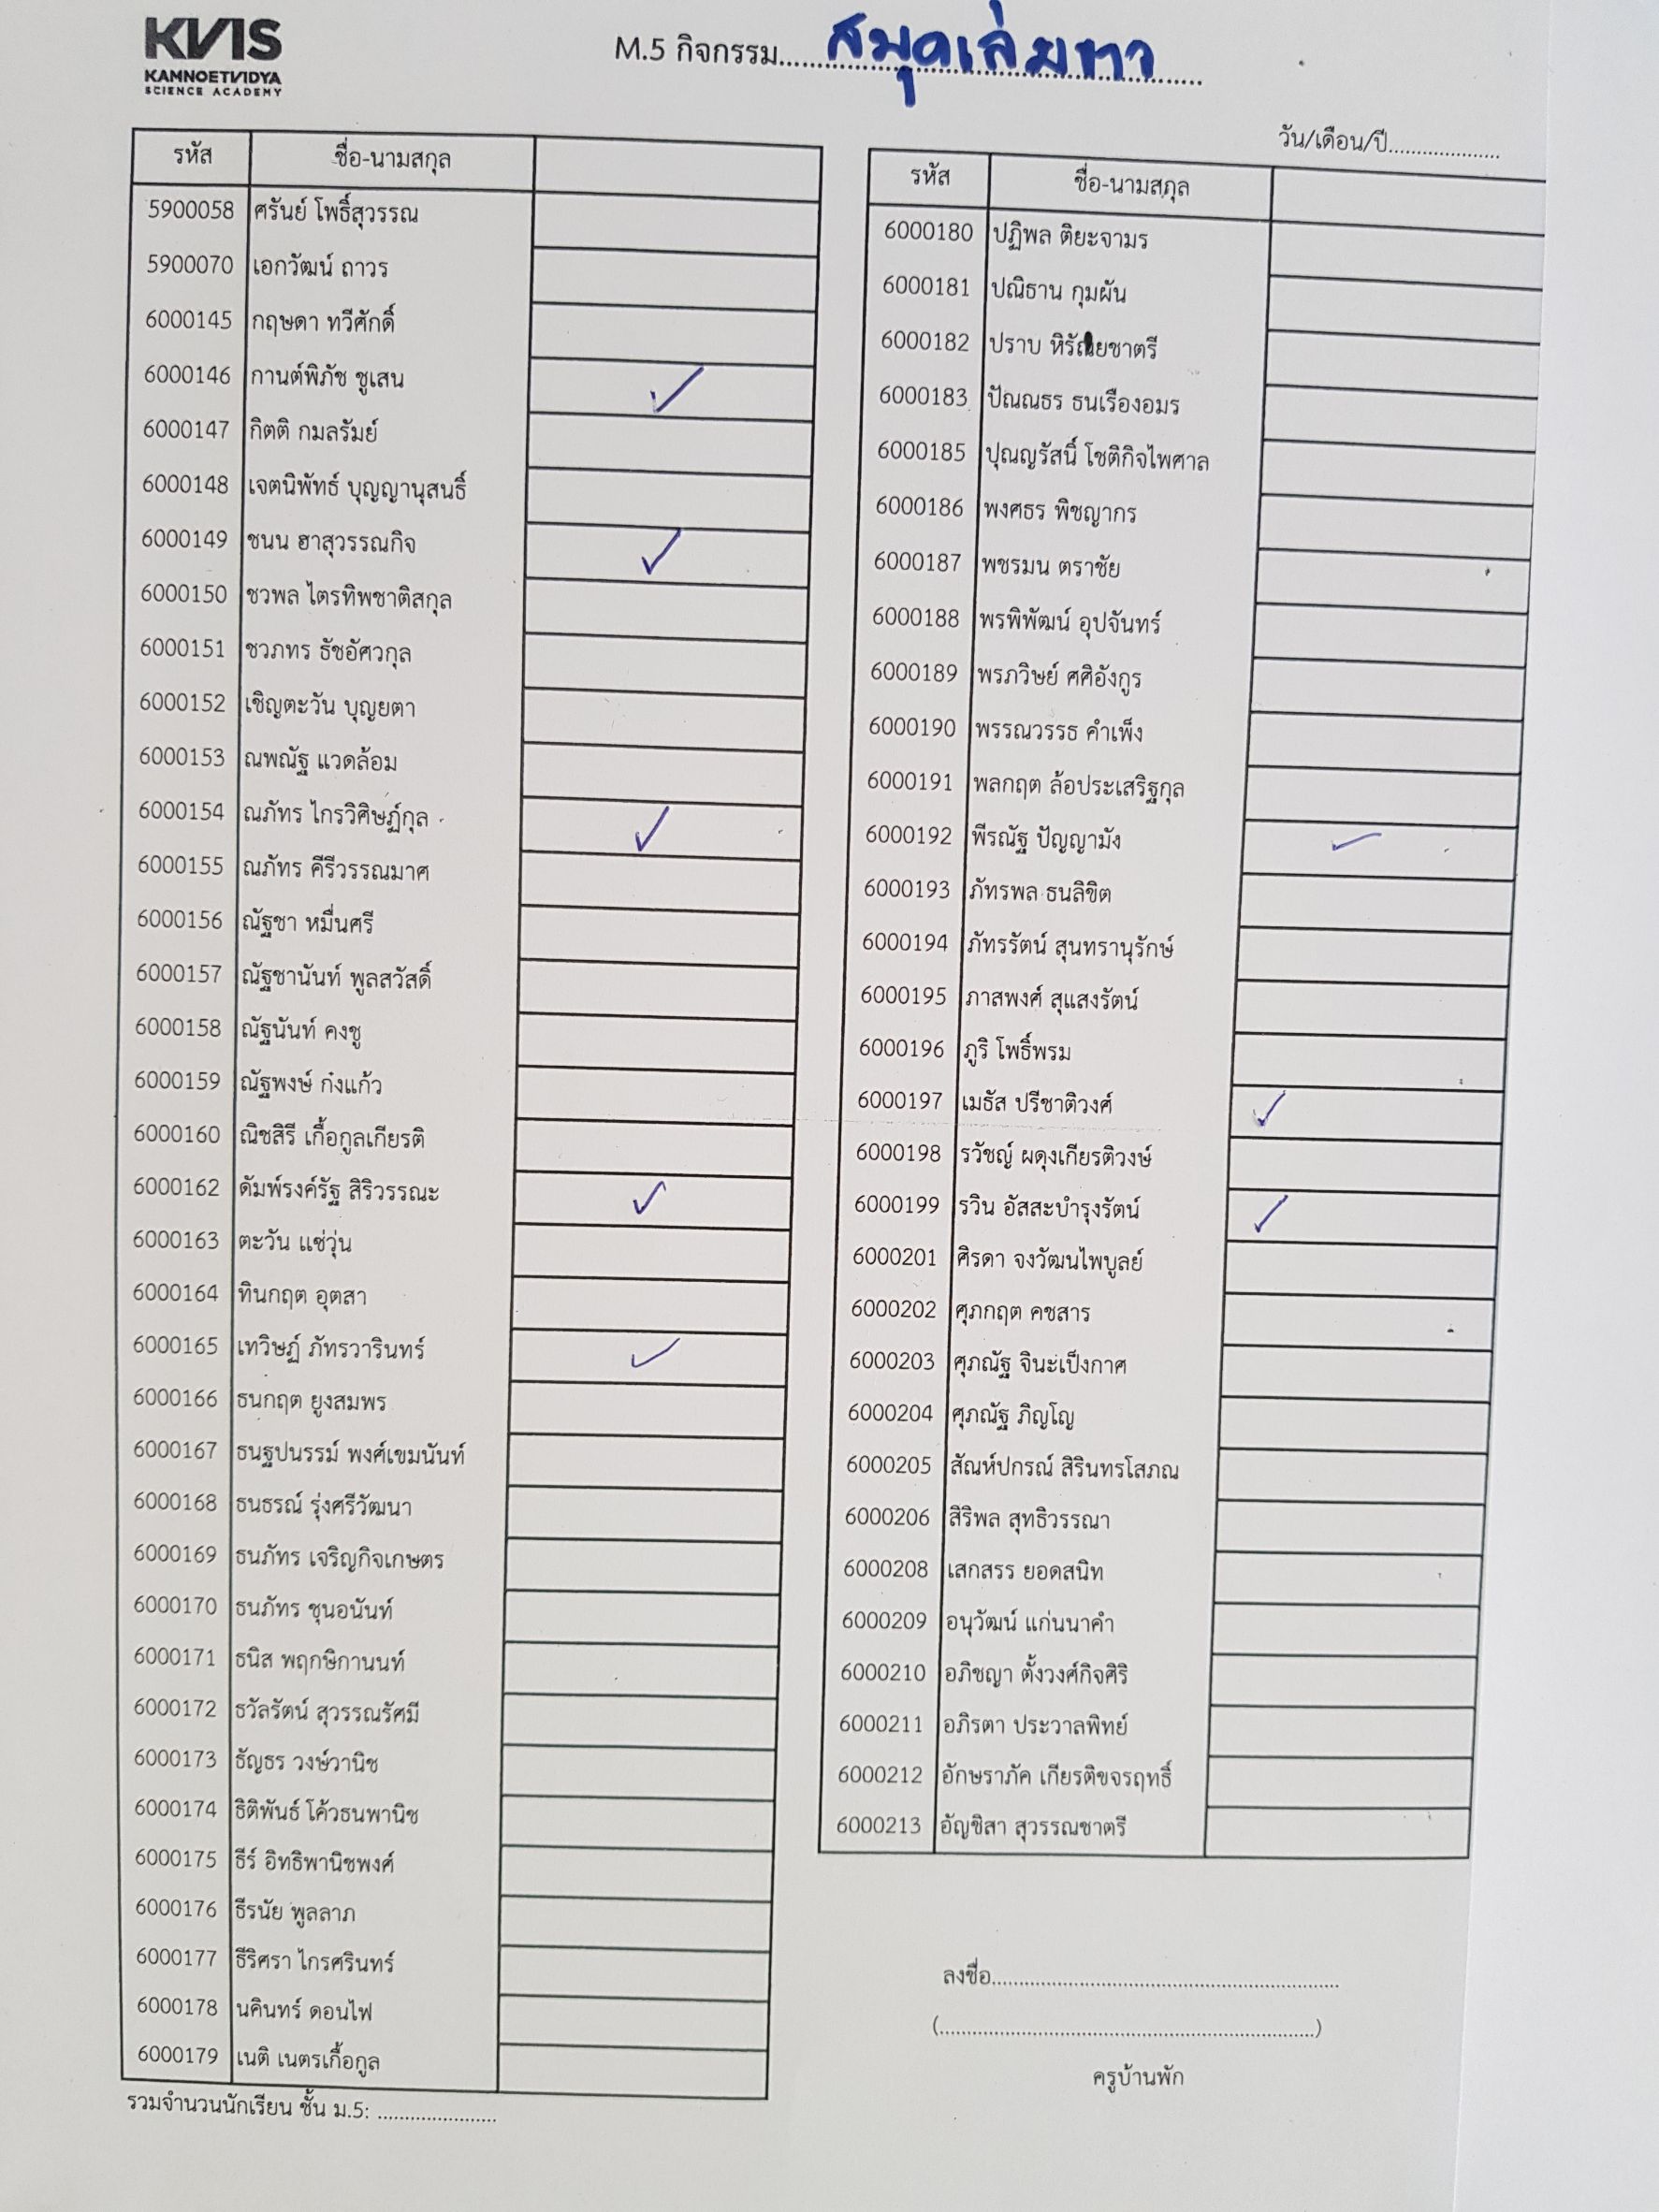 KVIS
KAMNOETVIDYA
SCIENCE ACADEMY
M.5 กิจกรรม....สมุดเล่มขาว....
วัน/เดือน/ปี....................
รหัส ชื่อ-นามสกุล
5900058 ศรันย์ โพธิ์สุวรรณ
5900070 เอกวัฒน์ ถาวร
6000145 กฤษดา ทวีศักดิ์
6000146 กานต์พิภัช ชูเสน ✓
6000147 กิตติ กมลรัมย์
6000148 เจตนิพัทธ์ บุญญานุสนธิ์
6000149 ชนน ฮาสุวรรณกิจ ✓
6000150 ชวพล ไตรทิพชาติสกุล
6000151 ชวภทร ธัชอัศวกุล
6000152 เชิญตะวัน บุญยตา
6000153 ณพณัฐ แวดล้อม
6000154 ณภัทร ไกรวิศิษฏ์กุล ✓
6000155 ณภัทร คีรีวรรณมาศ
6000156 ณัฐชา หมื่นศรี
6000157 ณัฐชานันท์ พูลสวัสดิ์
6000158 ณัฐนันท์ คงชู
6000159 ณัฐพงษ์ ก๋งแก้ว
6000160 ณิชสิรี เกื้อกูลเกียรติ
6000162 ดัมพ์รงค์รัฐ สิริวรรณะ ✓
6000163 ตะวัน แซ่วุ่น
6000164 ทินกฤต อุตสา
6000165 เทวิษฏ์ ภัทรวารินทร์ ✓
6000166 ธนกฤต ยูงสมพร
6000167 ธนฐปนรรม์ พงศ์เขมนันท์
6000168 ธนธรณ์ รุ่งศรีวัฒนา
6000169 ธนภัทร เจริญกิจเกษตร
6000170 ธนภัทร ชุนอนันท์
6000171 ธนิส พฤกษิกานนท์
6000172 ธวัลรัตน์ สุวรรณรัศมี
6000173 ธัญธร วงษ์วานิช
6000174 ธิติพันธ์ โค้วธนพานิช
6000175 ธีร์ อิทธิพานิชพงศ์
6000176 ธีรนัย พูลลาภ
6000177 ธีริศรา ไกรศรินทร์
6000178 นคินทร์ ดอนไฟ
6000179 เนติ เนตรเกื้อกูล
รวมจำนวนนักเรียน ชั้น ม.5: ......................
รหัส ชื่อ-นามสกุล
6000180 ปฏิพล ติยะจามร
6000181 ปณิธาน กุมผัน
6000182 ปราบ หิรัณยชาตรี
6000183 ปัณณธร ธนเรืองอมร
6000185 ปุณญรัสนิ์ โชติกิจไพศาล
6000186 พงศธร พิชญากร
6000187 พชรมน ตราชัย
6000188 พรพิพัฒน์ อุปจันทร์
6000189 พรภวิษย์ ศศิอังกูร
6000190 พรรณวรรธ คำเพ็ง
6000191 พลกฤต ล้อประเสริฐกุล
6000192 พีรณัฐ ปัญญามัง ✓
6000193 ภัทรพล ธนลิขิต
6000194 ภัทรรัตน์ สุนทรานุรักษ์
6000195 ภาสพงศ์ สุแสงรัตน์
6000196 ภูริ โพธิ์พรม
6000197 เมธัส ปรีชาติวงศ์ ✓
6000198 รวัชญ์ ผดุงเกียรติวงษ์
6000199 รวิน อัสสะบำรุงรัตน์ ✓
6000201 ศิรดา จงวัฒนไพบูลย์
6000202 ศุภกฤต คชสาร
6000203 ศุภณัฐ จินะเป็งกาศ
6000204 ศุภณัฐ ภิญโญ
6000205 สัณห์ปกรณ์ สิรินทรโสภณ
6000206 สิริพล สุทธิวรรณา
6000208 เสกสรร ยอดสนิท
6000209 อนุวัฒน์ แก่นนาคำ
6000210 อภิชญา ตั้งวงศ์กิจศิริ
6000211 อภิรตา ประวาลพิทย์
6000212 อักษราภัค เกียรติขจรฤทธิ์
6000213 อัญชิสา สุวรรณชาตรี
ลงชื่อ................................................................
(....................................................................)
ครูบ้านพัก